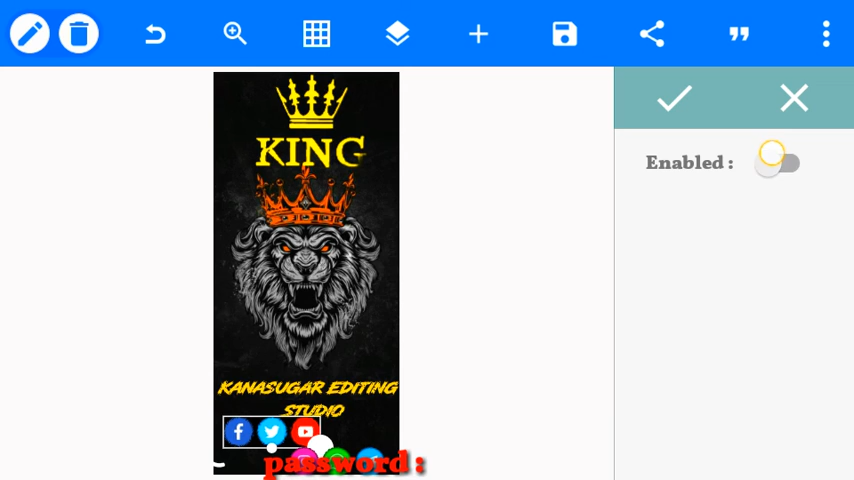 KING
Enabled :
KANASUGAR EDITING
STUDIO
password :